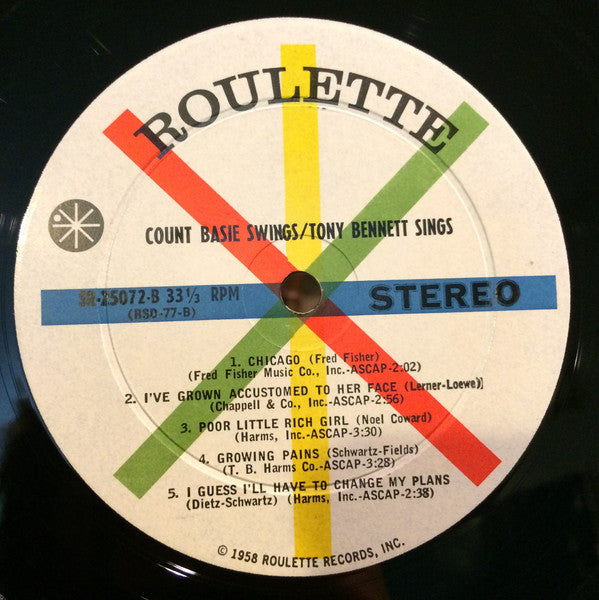 ROULETTE
COUNT BASIE SWINGS/TONY BENNETT SINGS
SR-25072-B 33⅓ RPM STEREO
(RSD-77-B)
1. CHICAGO (Fred Fisher)
(Fred Fisher Music Co., Inc.-ASCAP-2:02)
2. I'VE GROWN ACCUSTOMED TO HER FACE (Lerner-Loewe)]
(Chappell & Co., Inc.-ASCAP-2:56)
3. POOR LITTLE RICH GIRL (Noel Coward)
(Harms, Inc-ASCAP-3:30)
4. GROWING PAINS (Schwartz-Fields)
(T. B. Harms Co.-ASCAP-3:28)
5. I GUESS I'LL HAVE TO CHANGE MY PLANS
(Dietz-Schwartz) (Harms, Inc.-ASCAP-2:38)
© 1958 ROULETTE RECORDS, INC.